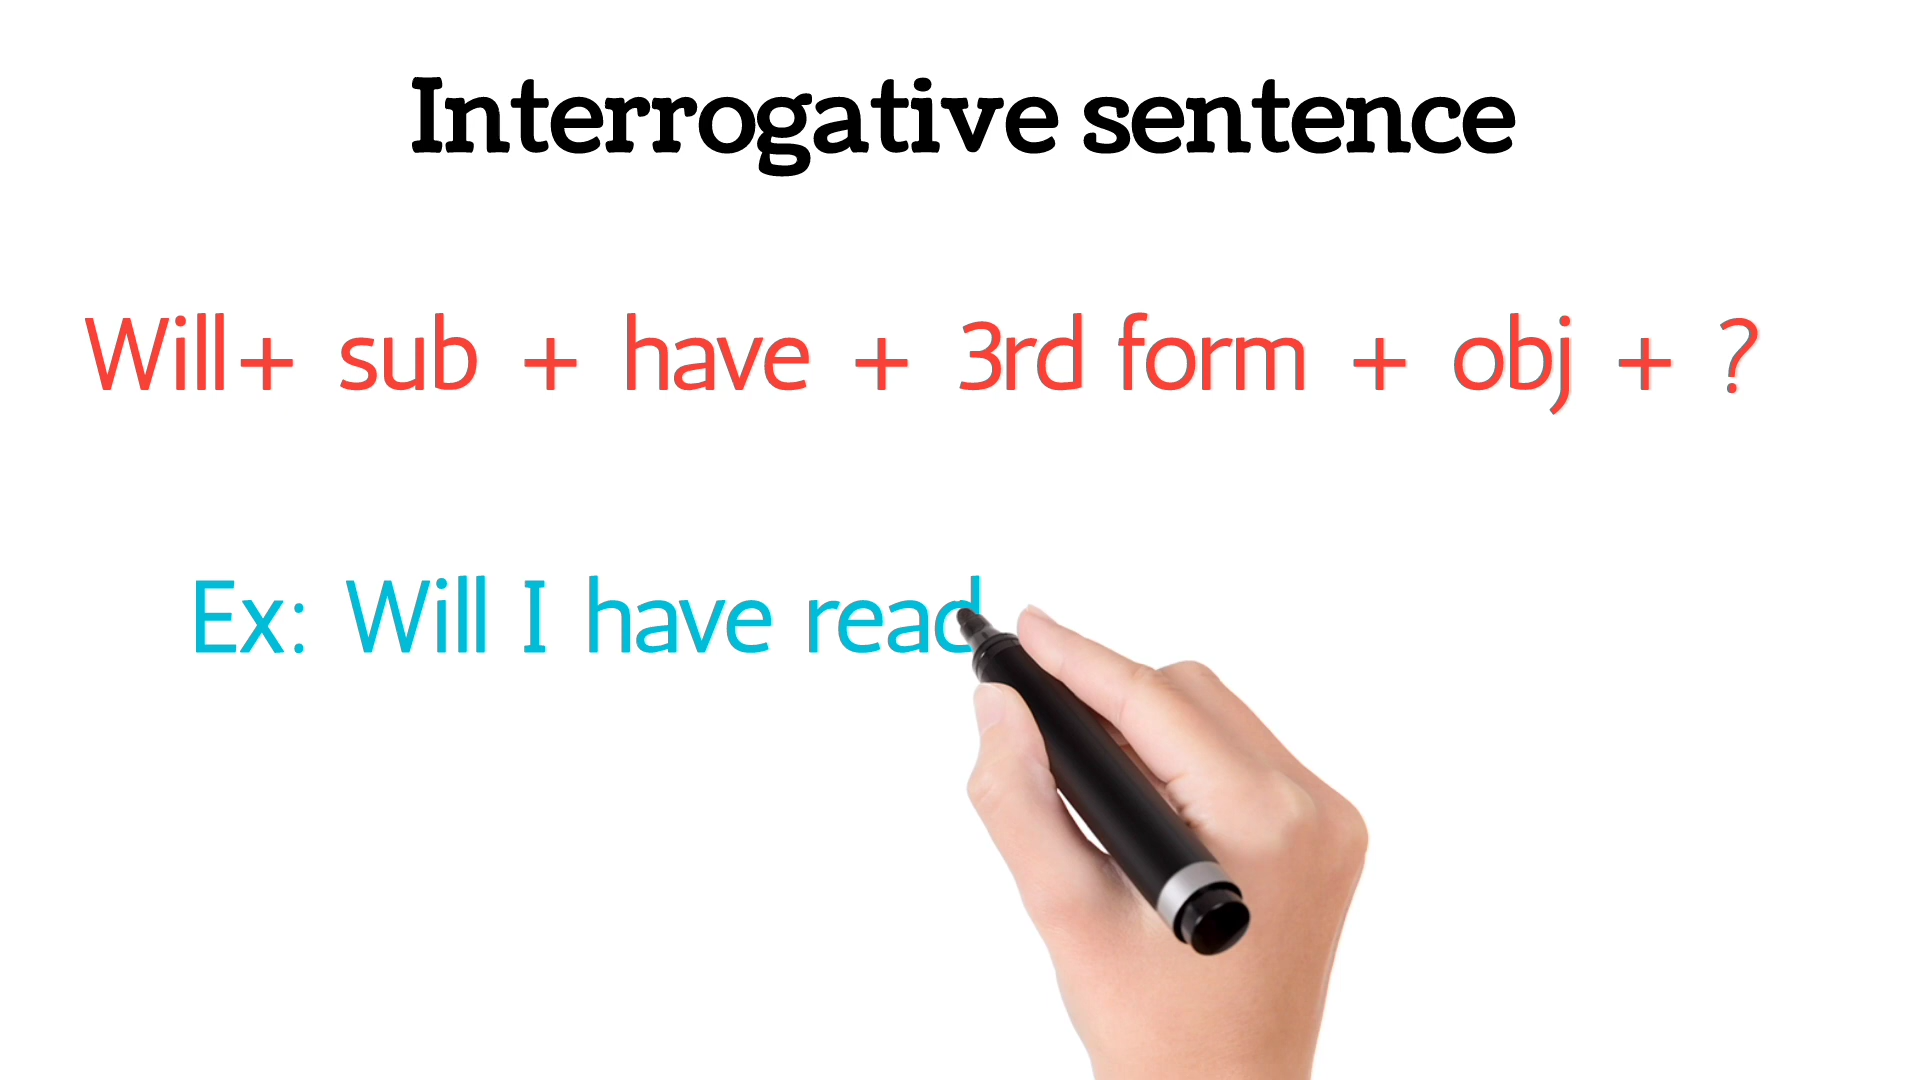 Interrogative sentence
Will+ sub + have + 3rd form + obj + ?
Ex: Will I have read